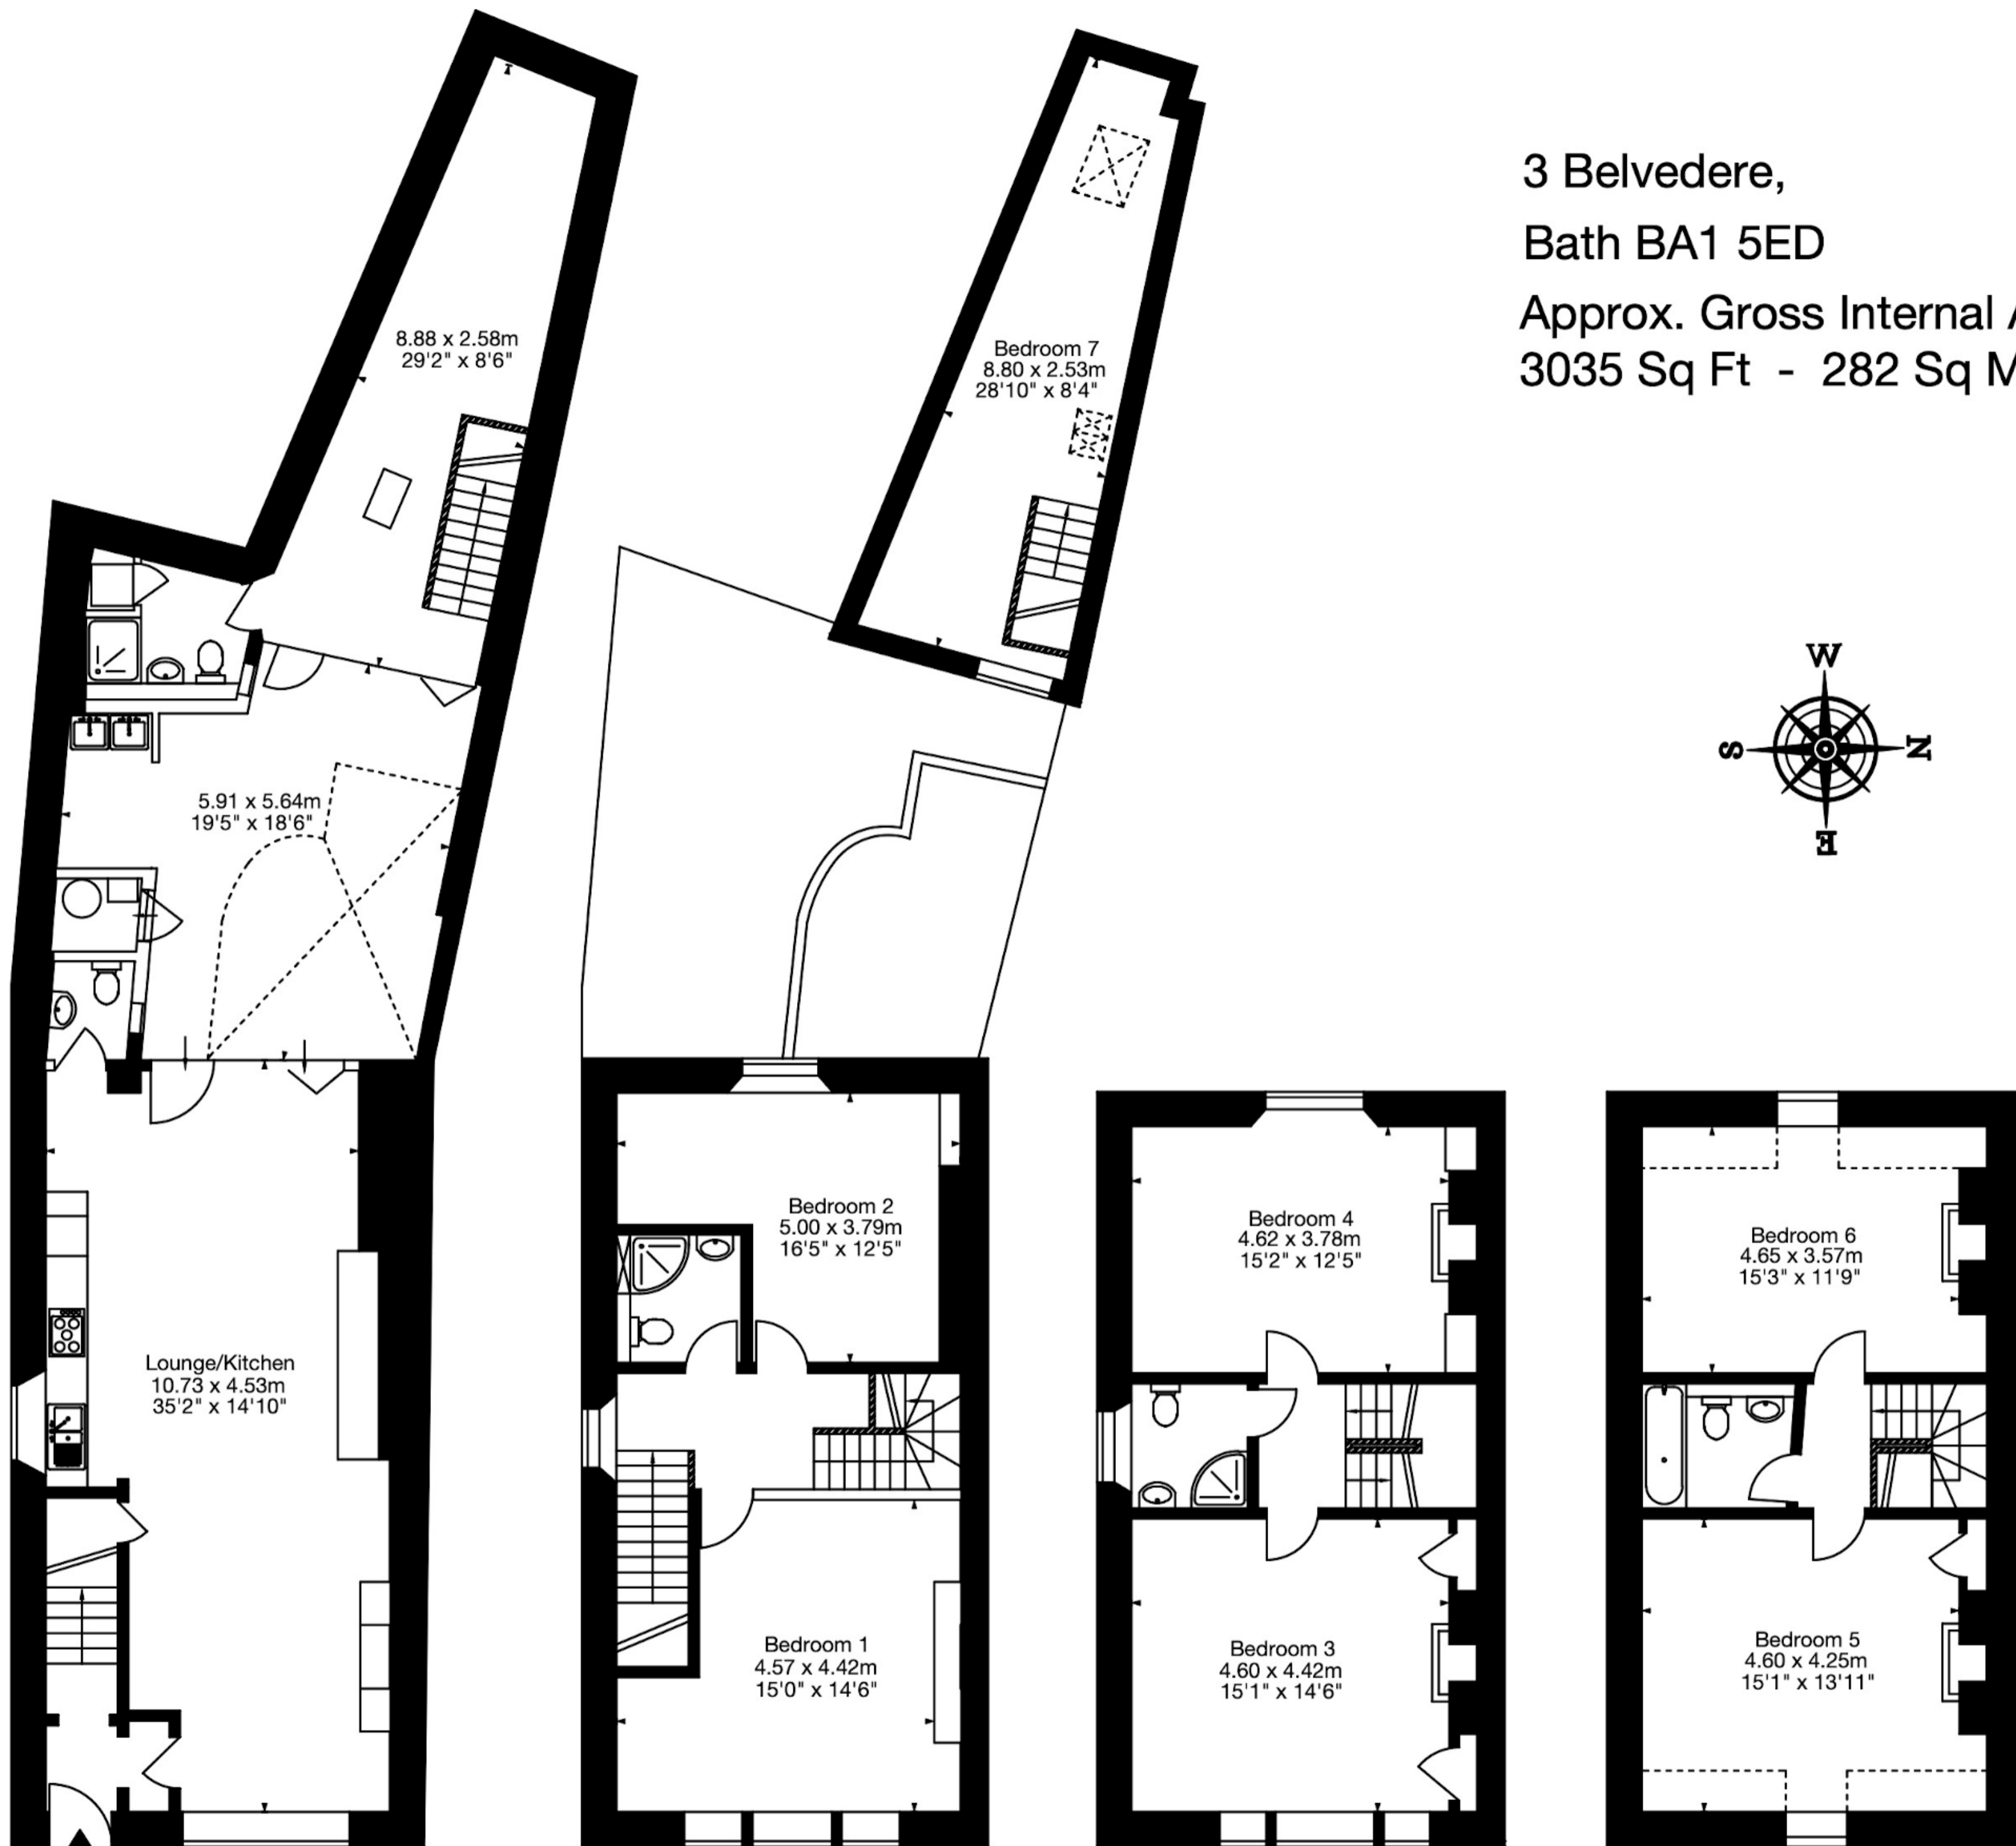 3 Belvedere,
Bath BA1 5ED
Approx. Gross Internal
3035 Sq Ft - 282 Sq
8.88 x 2.58m
29'2" x 8'6"
Bedroom 7
8.80 x 2.53m
28'10" x 8'4"
W
S
N
E
5.91 x 5.64m
19'5" x 18'6"
Lounge/Kitchen
10.73 x 4.53m
35'2" x 14'10"
Bedroom 2
5.00 x 3.79m
16'5" x 12'5"
Bedroom 1
4.57 x 4.42m
15'0" x 14'6"
Bedroom 4
4.62 x 3.78m
15'2" x 12'5"
Bedroom 3
4.60 x 4.42m
15'1" x 14'6"
Bedroom 6
4.65 x 3.57m
15'3" x 11'9"
Bedroom 5
4.60 x 4.25m
15'1" x 13'11"